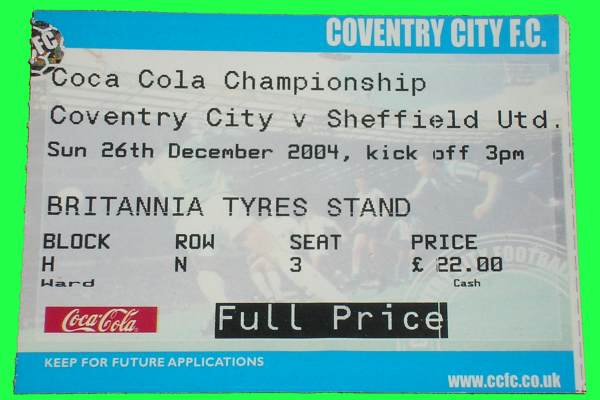 COVENTRY CITY F.C.
CFC
Coca Cola Championship
Coventry City v Sheffield Utd.
Sun 26th December 2004, kick off 3pm
BRITANNIA TYRES STAND
BLOCK ROW SEAT PRICE
H N 3 £ 22.00
Ward Cash
Coca-Cola
Full Price
KEEP FOR FUTURE APPLICATIONS
www.ccfc.co.uk